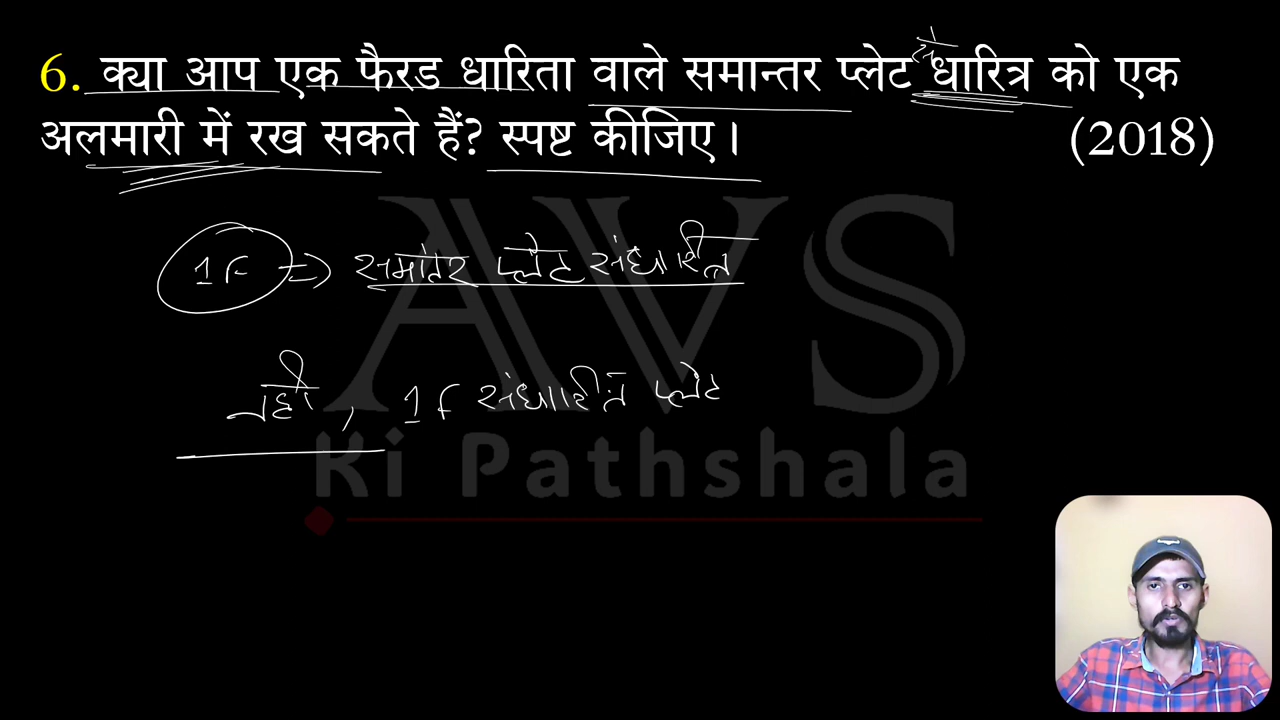 6. क्या आप एक फैरड धारिता वाले समान्तर प्लेट धारित्र को एक
अलमारी में रख सकते हैं? स्पष्ट कीजिए। (2018)
1F => समांतर प्लेट संधारीत्र
नहीं, 1F संधारीत्र प्लेट
AVS
Ki Pathshala